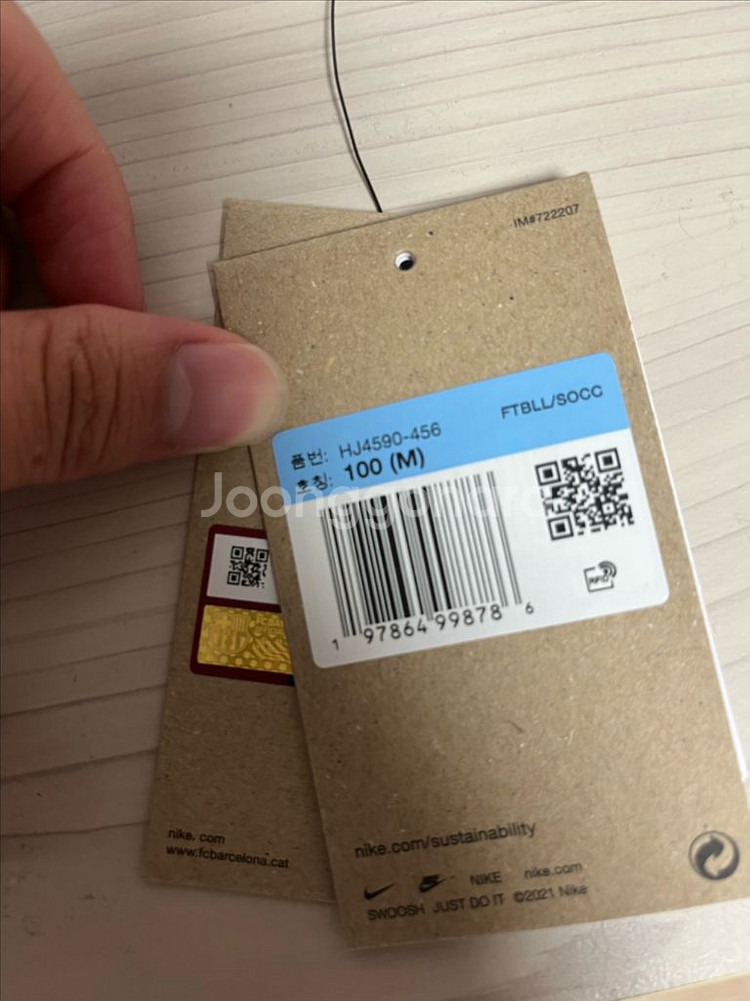 IM#722207
FTBLL/SOCC
품번: HJ4590-456
호칭: 100 (M)
Joonggonara
RFID
1 97864 99878 6
nike.com/sustainability
NIKE nike.com
SWOOSH JUST DO IT ©2021 Nike
nike.com
www.fcbarcelona.cat